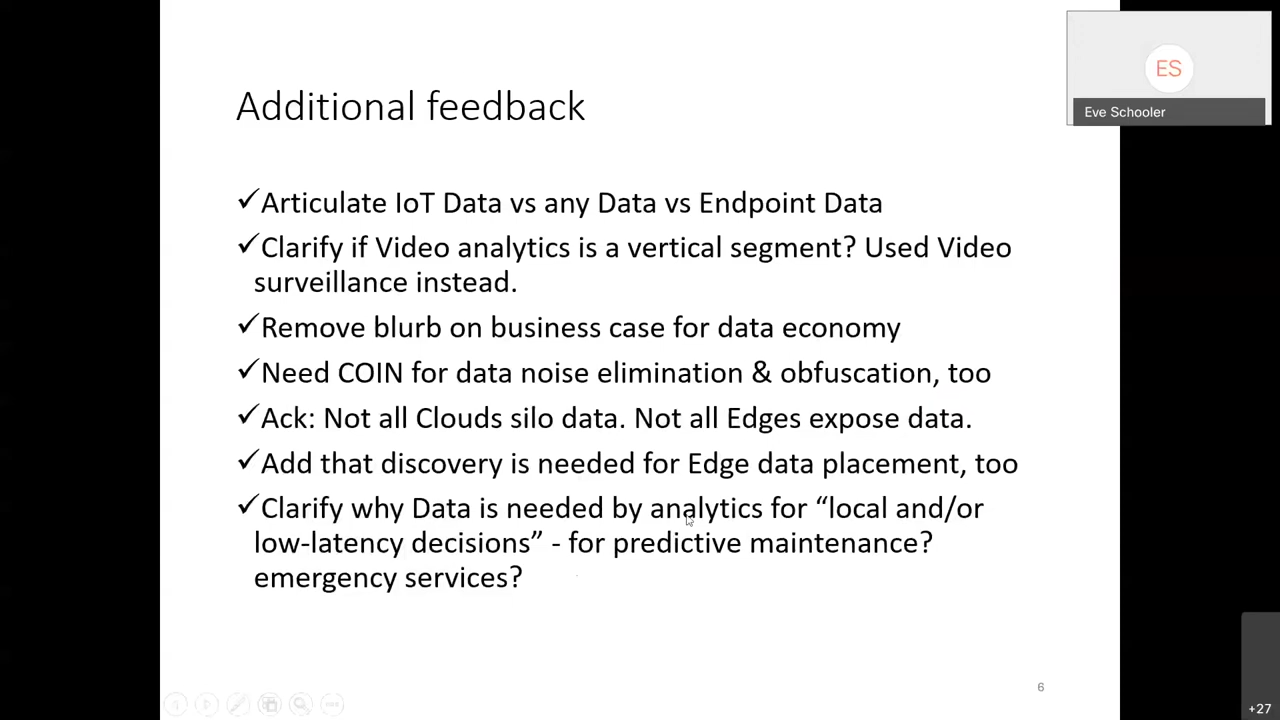 Additional feedback
✓Articulate IoT Data vs any Data vs Endpoint Data
✓Clarify if Video analytics is a vertical segment? Used Video
surveillance instead.
✓Remove blurb on business case for data economy
✓Need COIN for data noise elimination & obfuscation, too
✓Ack: Not all Clouds silo data. Not all Edges expose data.
✓Add that discovery is needed for Edge data placement, too
✓Clarify why Data is needed by analytics for “local and/or
low-latency decisions” - for predictive maintenance?
emergency services?
6
ES
Eve Schooler
+27